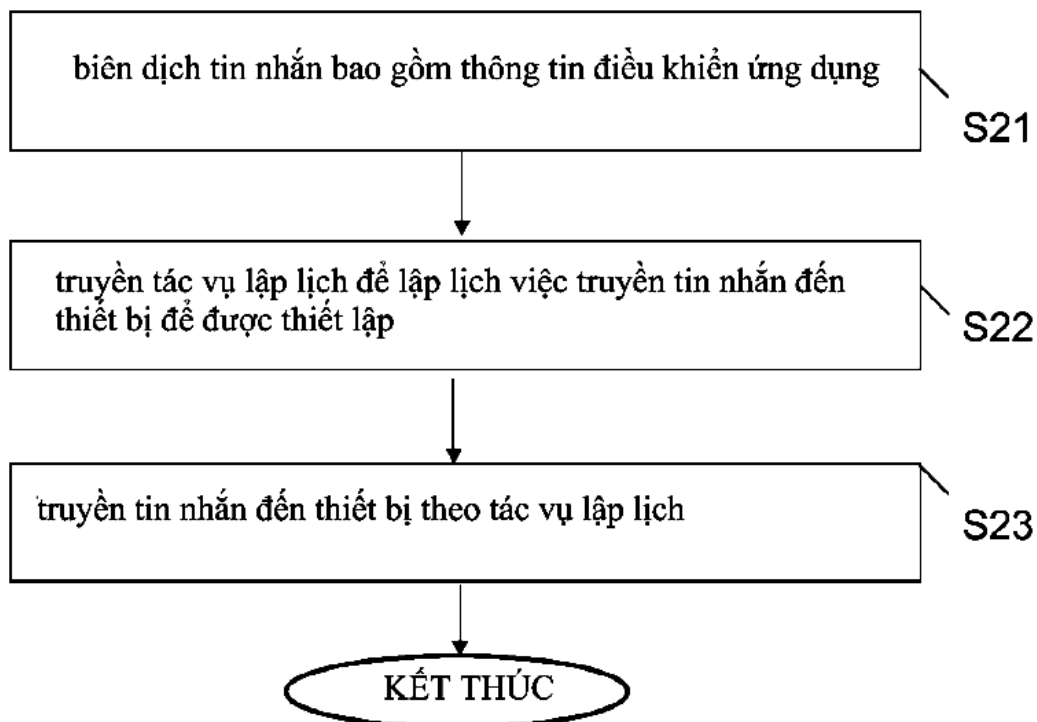 biên dịch tin nhắn bao gồm thông tin điều khiển ứng dụng
S21
truyền tác vụ lập lịch để lập lịch việc truyền tin nhắn đến
thiết bị để được thiết lập
S22
truyền tin nhắn đến thiết bị theo tác vụ lập lịch
S23
KẾT THÚC